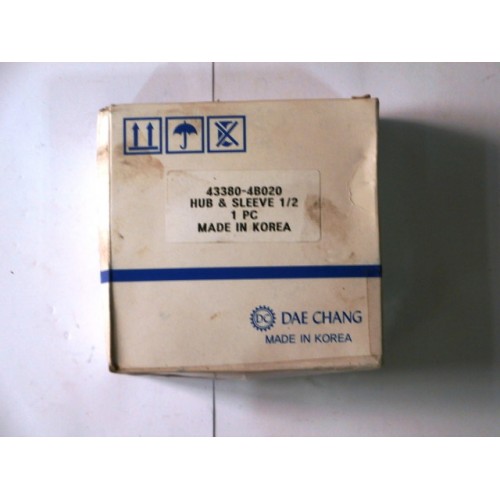 43380-4B020
HUB & SLEEVE 1/2
1 PC
MADE IN KOREA
DC DAE CHANG
MADE IN KOREA